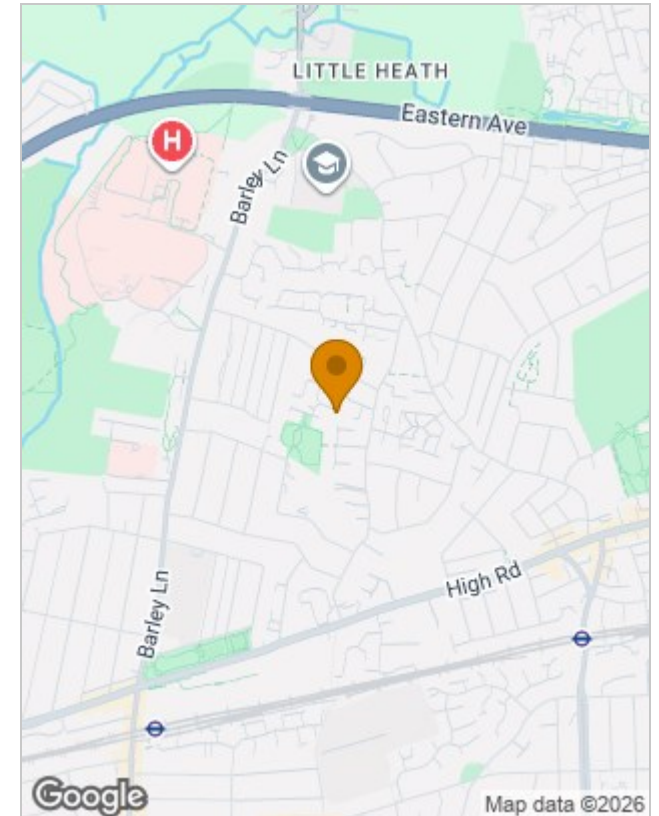 LITTLE HEATH
Eastern Ave
H
Barley Ln
High Rd
Barley Ln
Google
Map data ©2026